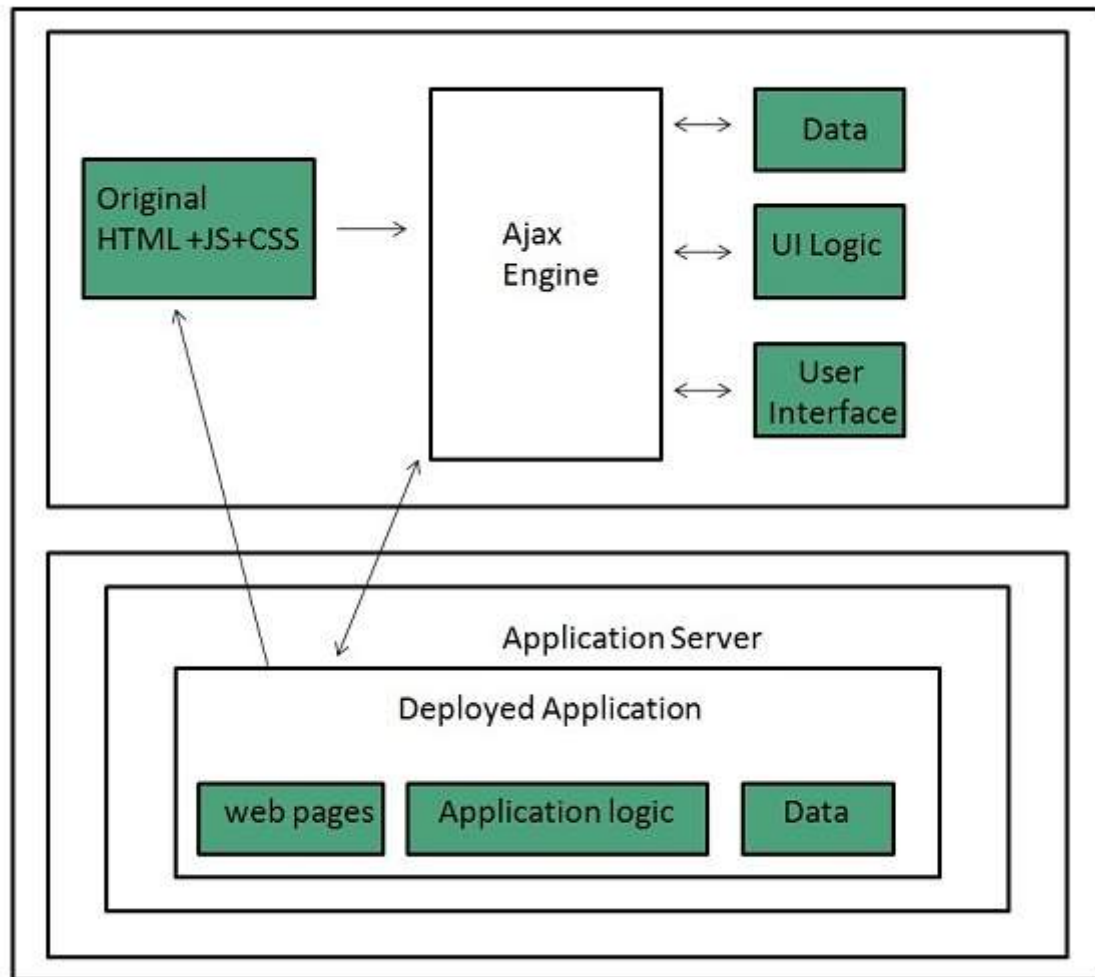 Original
HTML +JS+CSS
Ajax
Engine
Data
UI Logic
User
Interface
Application Server
Deployed Application
web pages
Application logic
Data